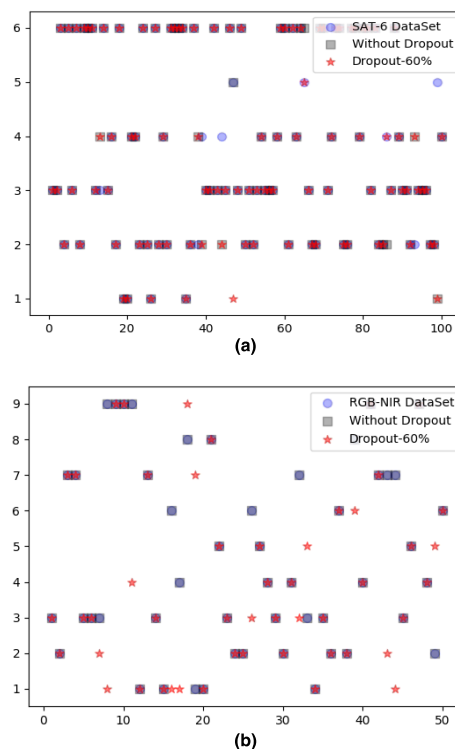 6
5
4
3
2
1
SAT-6 DataSet
Without Dropout
Dropout-60%
0 20 40 60 80 100
(a)
9
8
7
6
5
4
3
2
1
RGB-NIR DataSet
Without Dropout
Dropout-60%
0 10 20 30 40 50
(b)